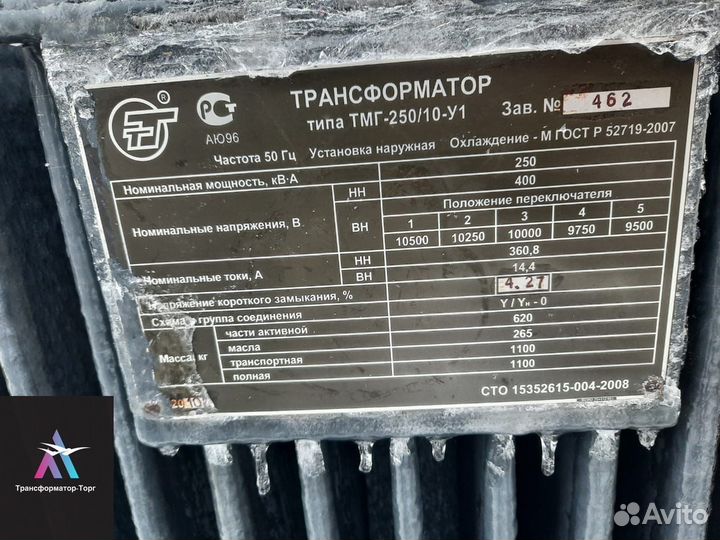 ТРАНСФОРМАТОР
типа ТМГ-250/10-У1
Зав. № 462
®
РСТ
АЮ96
Частота 50 Гц Установка наружная Охлаждение - М ГОСТ Р 52719-2007
Номинальная мощность, кВ·А 250
Номинальные напряжения, В НН 400
ВН Положение переключателя
1 2 3 4 5
10500 10250 10000 9750 9500
Номинальные токи, А НН 360,8
ВН 14,4
Напряжение короткого замыкания, % 4.27
Схема и группа соединения Y / Yн - 0
Масса, кг части активной 620
масла 265
транспортная 1100
полная 1100
СТО 15352615-004-2008
Трансформатор-Торг
Avito